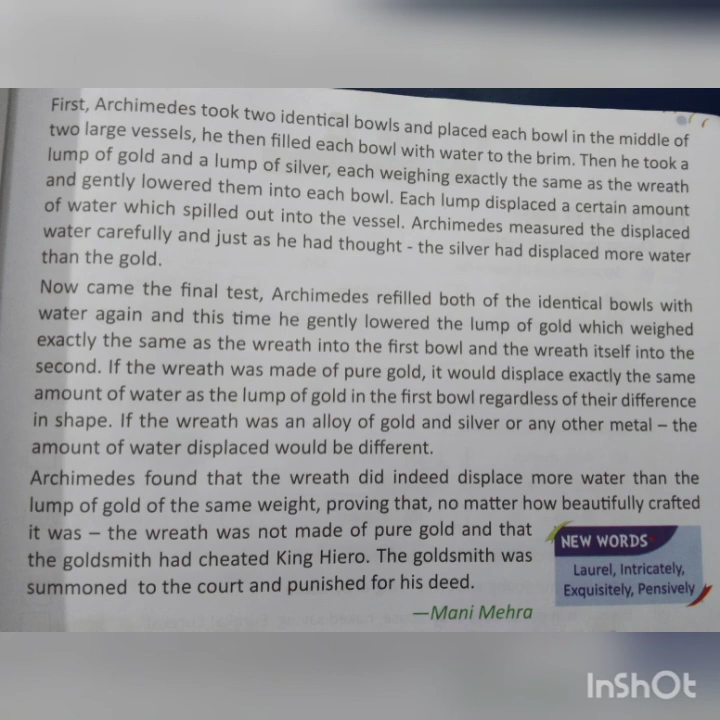 First, Archimedes took two identical bowls and placed each bowl in the middle of
two large vessels, he then filled each bowl with water to the brim. Then he took a
lump of gold and a lump of silver, each weighing exactly the same as the wreath
and gently lowered them into each bowl. Each lump displaced a certain amount
of water which spilled out into the vessel. Archimedes measured the displaced
water carefully and just as he had thought - the silver had displaced more water
than the gold.
Now came the final test, Archimedes refilled both of the identical bowls with
water again and this time he gently lowered the lump of gold which weighed
exactly the same as the wreath into the first bowl and the wreath itself into the
second. If the wreath was made of pure gold, it would displace exactly the same
amount of water as the lump of gold in the first bowl regardless of their difference
in shape. If the wreath was an alloy of gold and silver or any other metal – the
amount of water displaced would be different.
Archimedes found that the wreath did indeed displace more water than the
lump of gold of the same weight, proving that, no matter how beautifully crafted
it was – the wreath was not made of pure gold and that
the goldsmith had cheated King Hiero. The goldsmith was
summoned to the court and punished for his deed.
—Mani Mehra
NEW WORDS
Laurel, Intricately,
Exquisitely, Pensively
InShOt